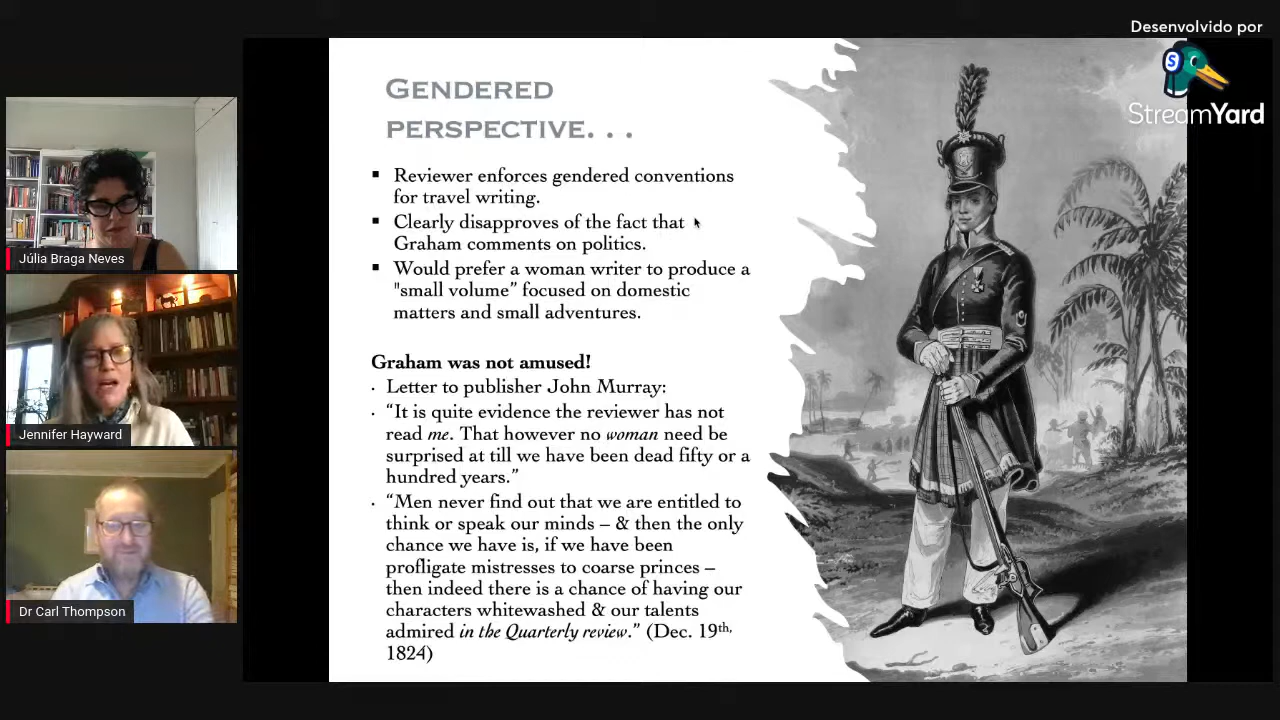 Desenvolvido por
StreamYard
GENDERED
PERSPECTIVE. . .
▪ Reviewer enforces gendered conventions
for travel writing.
▪ Clearly disapproves of the fact that
Graham comments on politics.
▪ Would prefer a woman writer to produce a
"small volume” focused on domestic
matters and small adventures.
Graham was not amused!
· Letter to publisher John Murray:
· “It is quite evidence the reviewer has not
read me. That however no woman need be
surprised at till we have been dead fifty or a
hundred years.”
· “Men never find out that we are entitled to
think or speak our minds – & then the only
chance we have is, if we have been
profligate mistresses to coarse princes –
then indeed there is a chance of having our
characters whitewashed & our talents
admired in the Quarterly review.” (Dec. 19th,
1824)
Júlia Braga Neves
Jennifer Hayward
Dr Carl Thompson